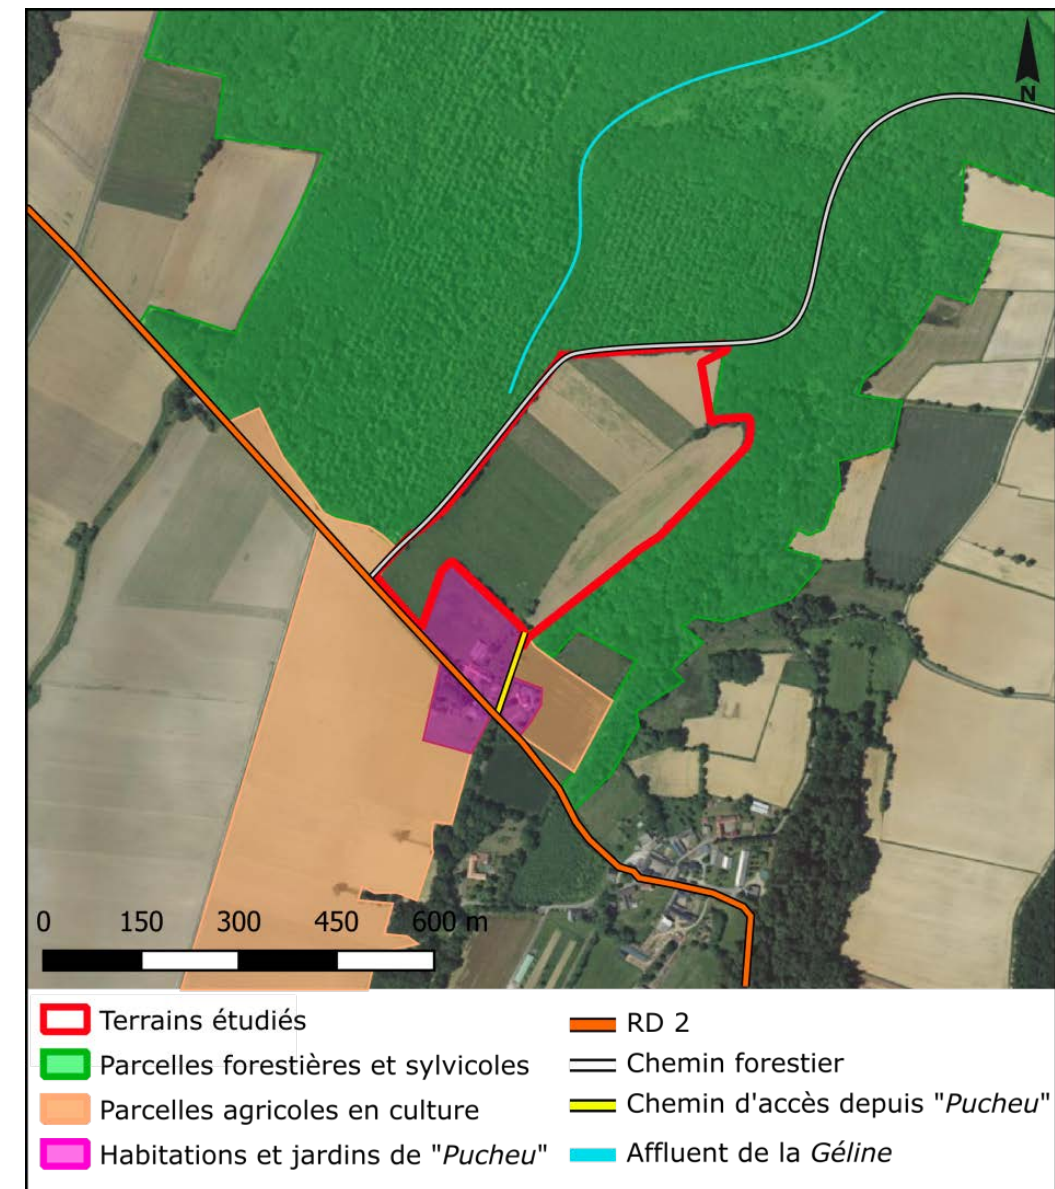 N
0 150 300 450 600 m
Terrains étudiés
Parcelles forestières et sylvicoles
Parcelles agricoles en culture
Habitations et jardins de "Pucheu"
RD 2
Chemin forestier
Chemin d'accès depuis "Pucheu"
Affluent de la Géline